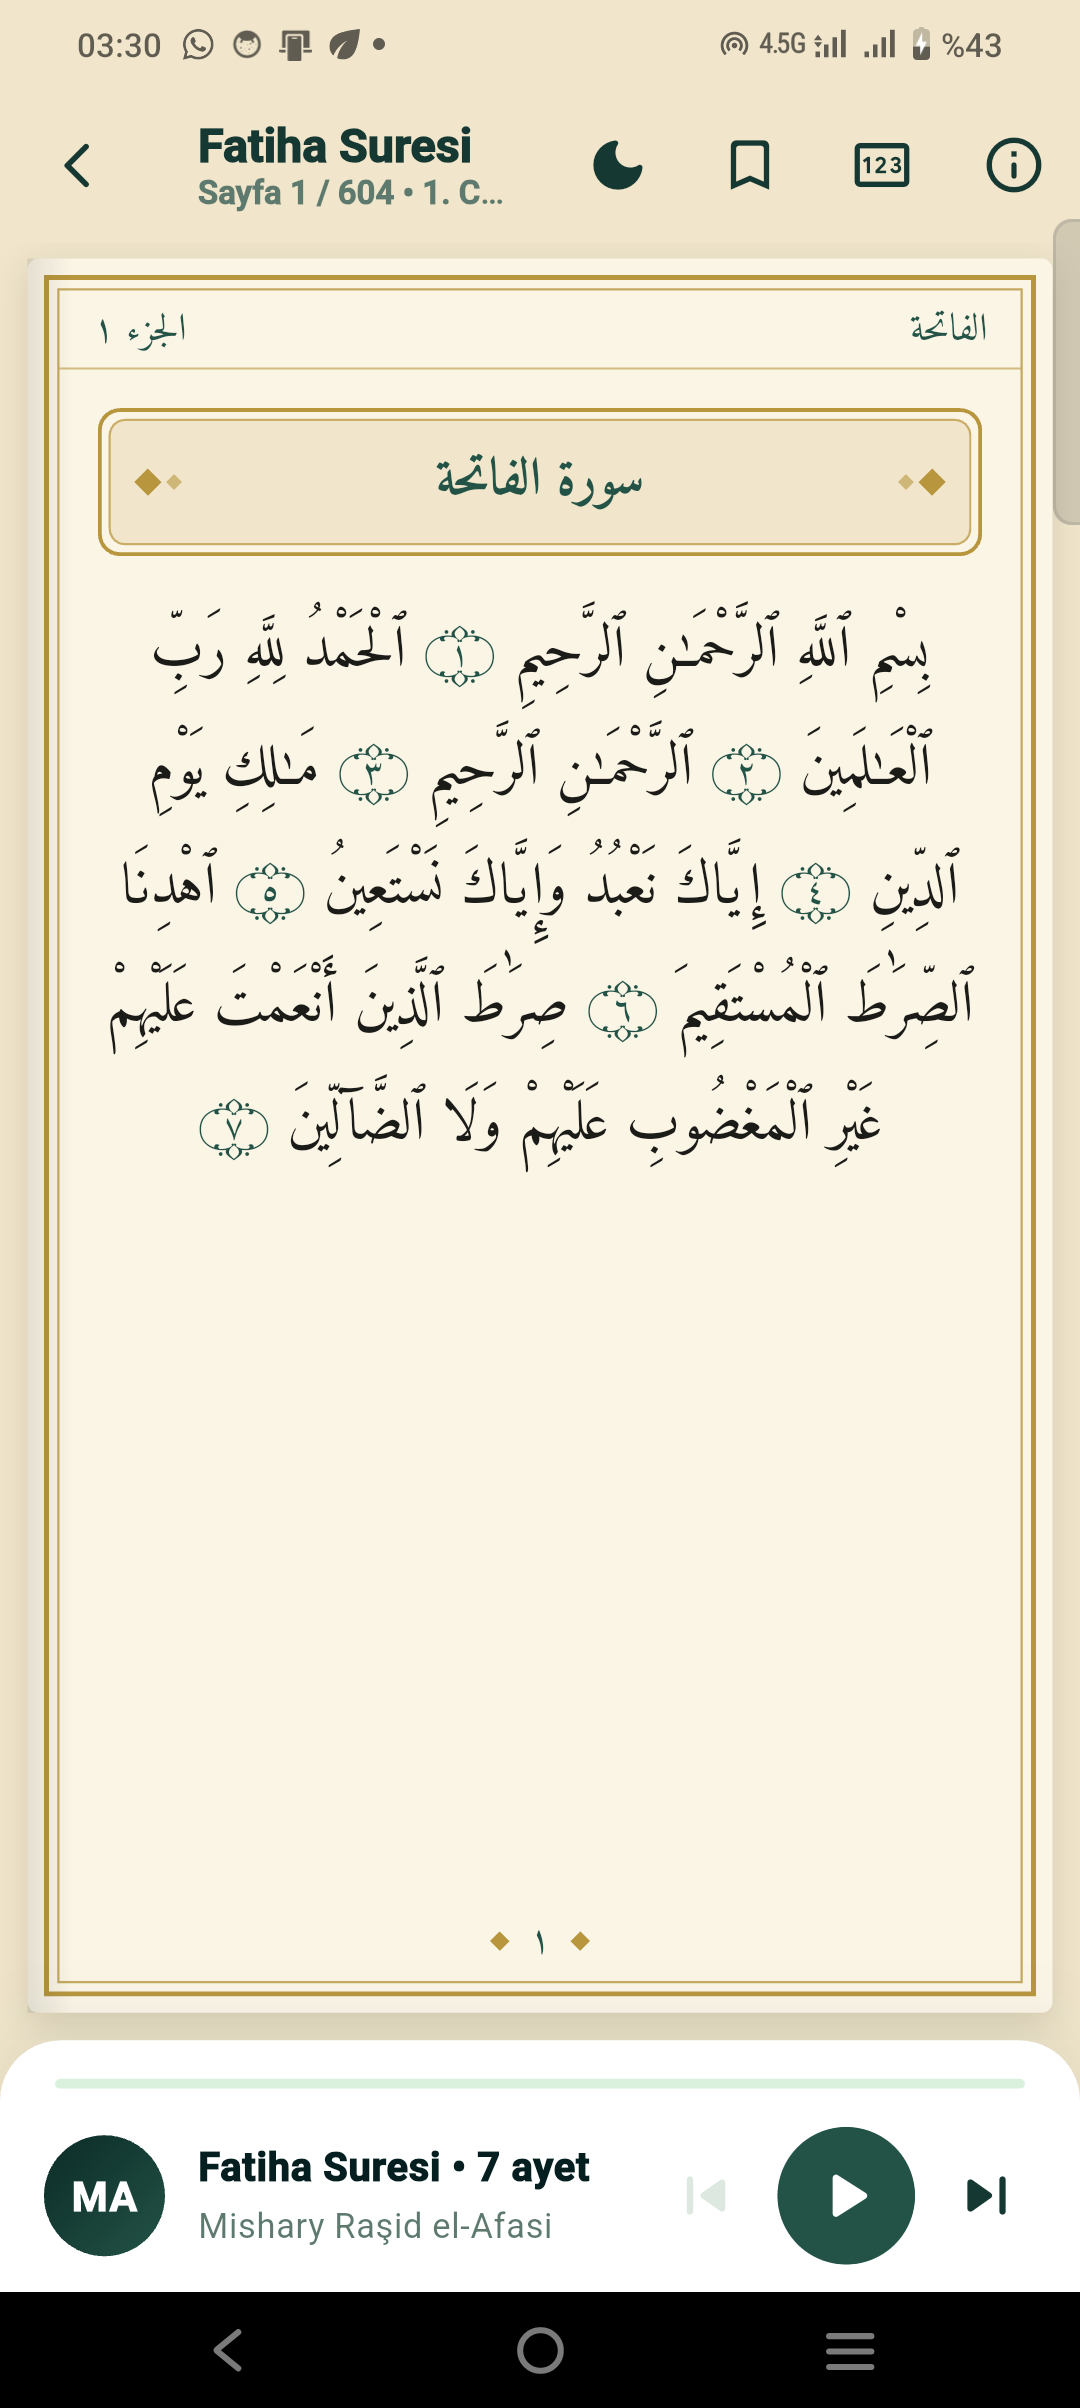 03:30
4.5G %43
Fatiha Suresi
Sayfa 1 / 604 • 1. C...
123
الفاتحة
الجزء ١
سورة الفاتحة
بِسْمِ ٱللَّهِ ٱلرَّحْمَـٰنِ ٱلرَّحِيمِ ١ ٱلْحَمْدُ لِلَّهِ رَبِّ
ٱلْعَـٰلَمِينَ ٢ ٱلرَّحْمَـٰنِ ٱلرَّحِيمِ ٣ مَـٰلِكِ يَوْمِ
ٱلدِّينِ ٤ إِيَّاكَ نَعْبُدُ وَإِيَّاكَ نَسْتَعِينُ ٥ ٱهْدِنَا
ٱلصِّرَٰطَ ٱلْمُسْتَقِيمَ ٦ صِرَٰطَ ٱلَّذِينَ أَنْعَمْتَ عَلَيْهِمْ
غَيْرِ ٱلْمَغْضُوبِ عَلَيْهِمْ وَلَا ٱلضَّآلِّينَ ٧
١
MA
Fatiha Suresi • 7 ayet
Mishary Raşid el-Afasi